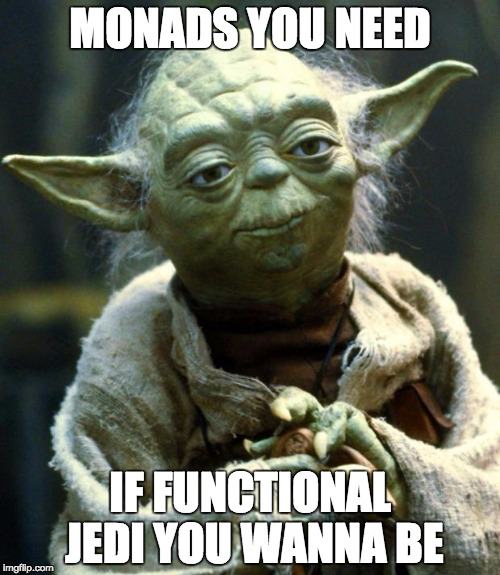 MONADS YOU NEED
IF FUNCTIONAL
JEDI YOU WANNA BE
imgflip.com